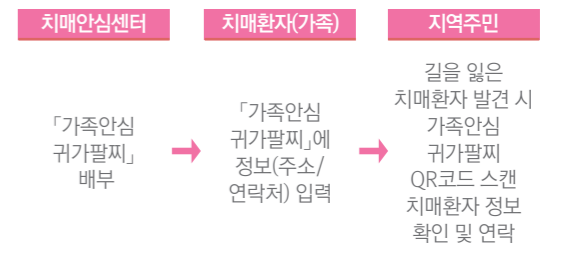 치매안심센터
치매환자(가족)
지역주민
「가족안심
귀가팔찌」
배부
「가족안심
귀가팔찌」에
정보(주소/
연락처) 입력
길을 잃은
치매환자 발견 시
가족안심
귀가팔찌
QR코드 스캔
치매환자 정보
확인 및 연락